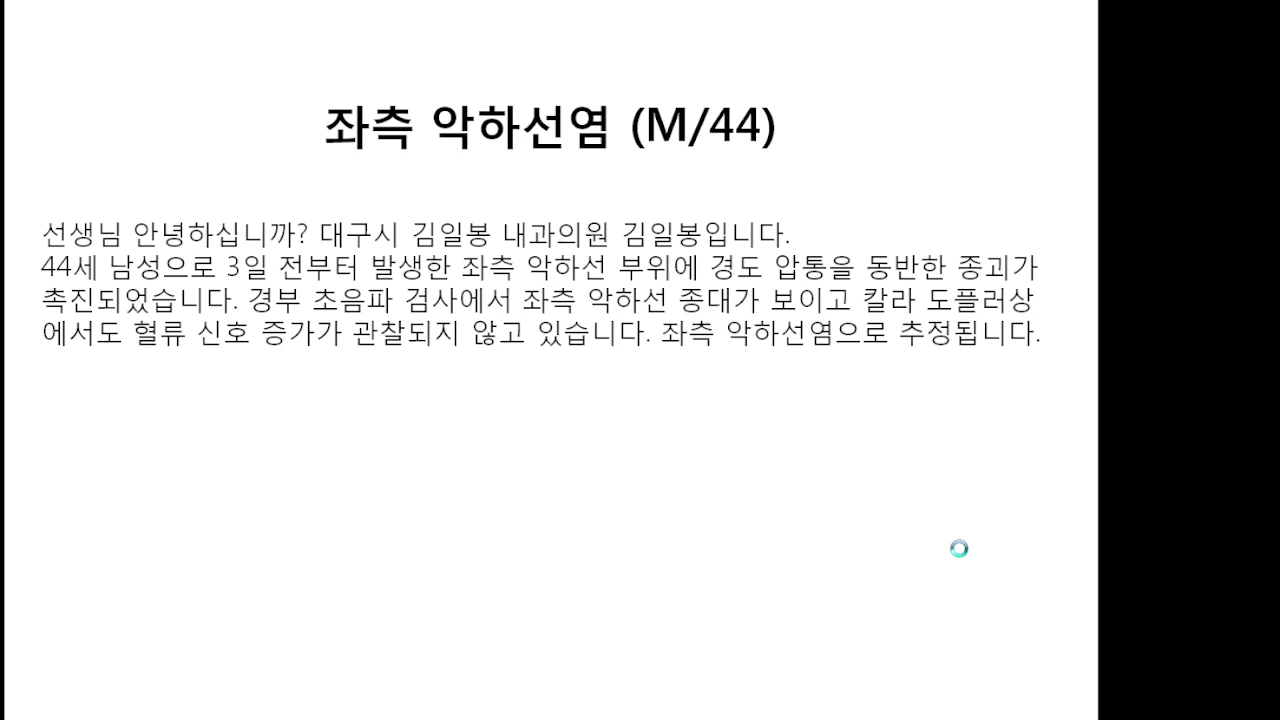 좌측 악하선염 (M/44)
선생님 안녕하십니까? 대구시 김일봉 내과의원 김일봉입니다.
44세 남성으로 3일 전부터 발생한 좌측 악하선 부위에 경도 압통을 동반한 종괴가
촉진되었습니다. 경부 초음파 검사에서 좌측 악하선 종대가 보이고 칼라 도플러상
에서도 혈류 신호 증가가 관찰되지 않고 있습니다. 좌측 악하선염으로 추정됩니다.